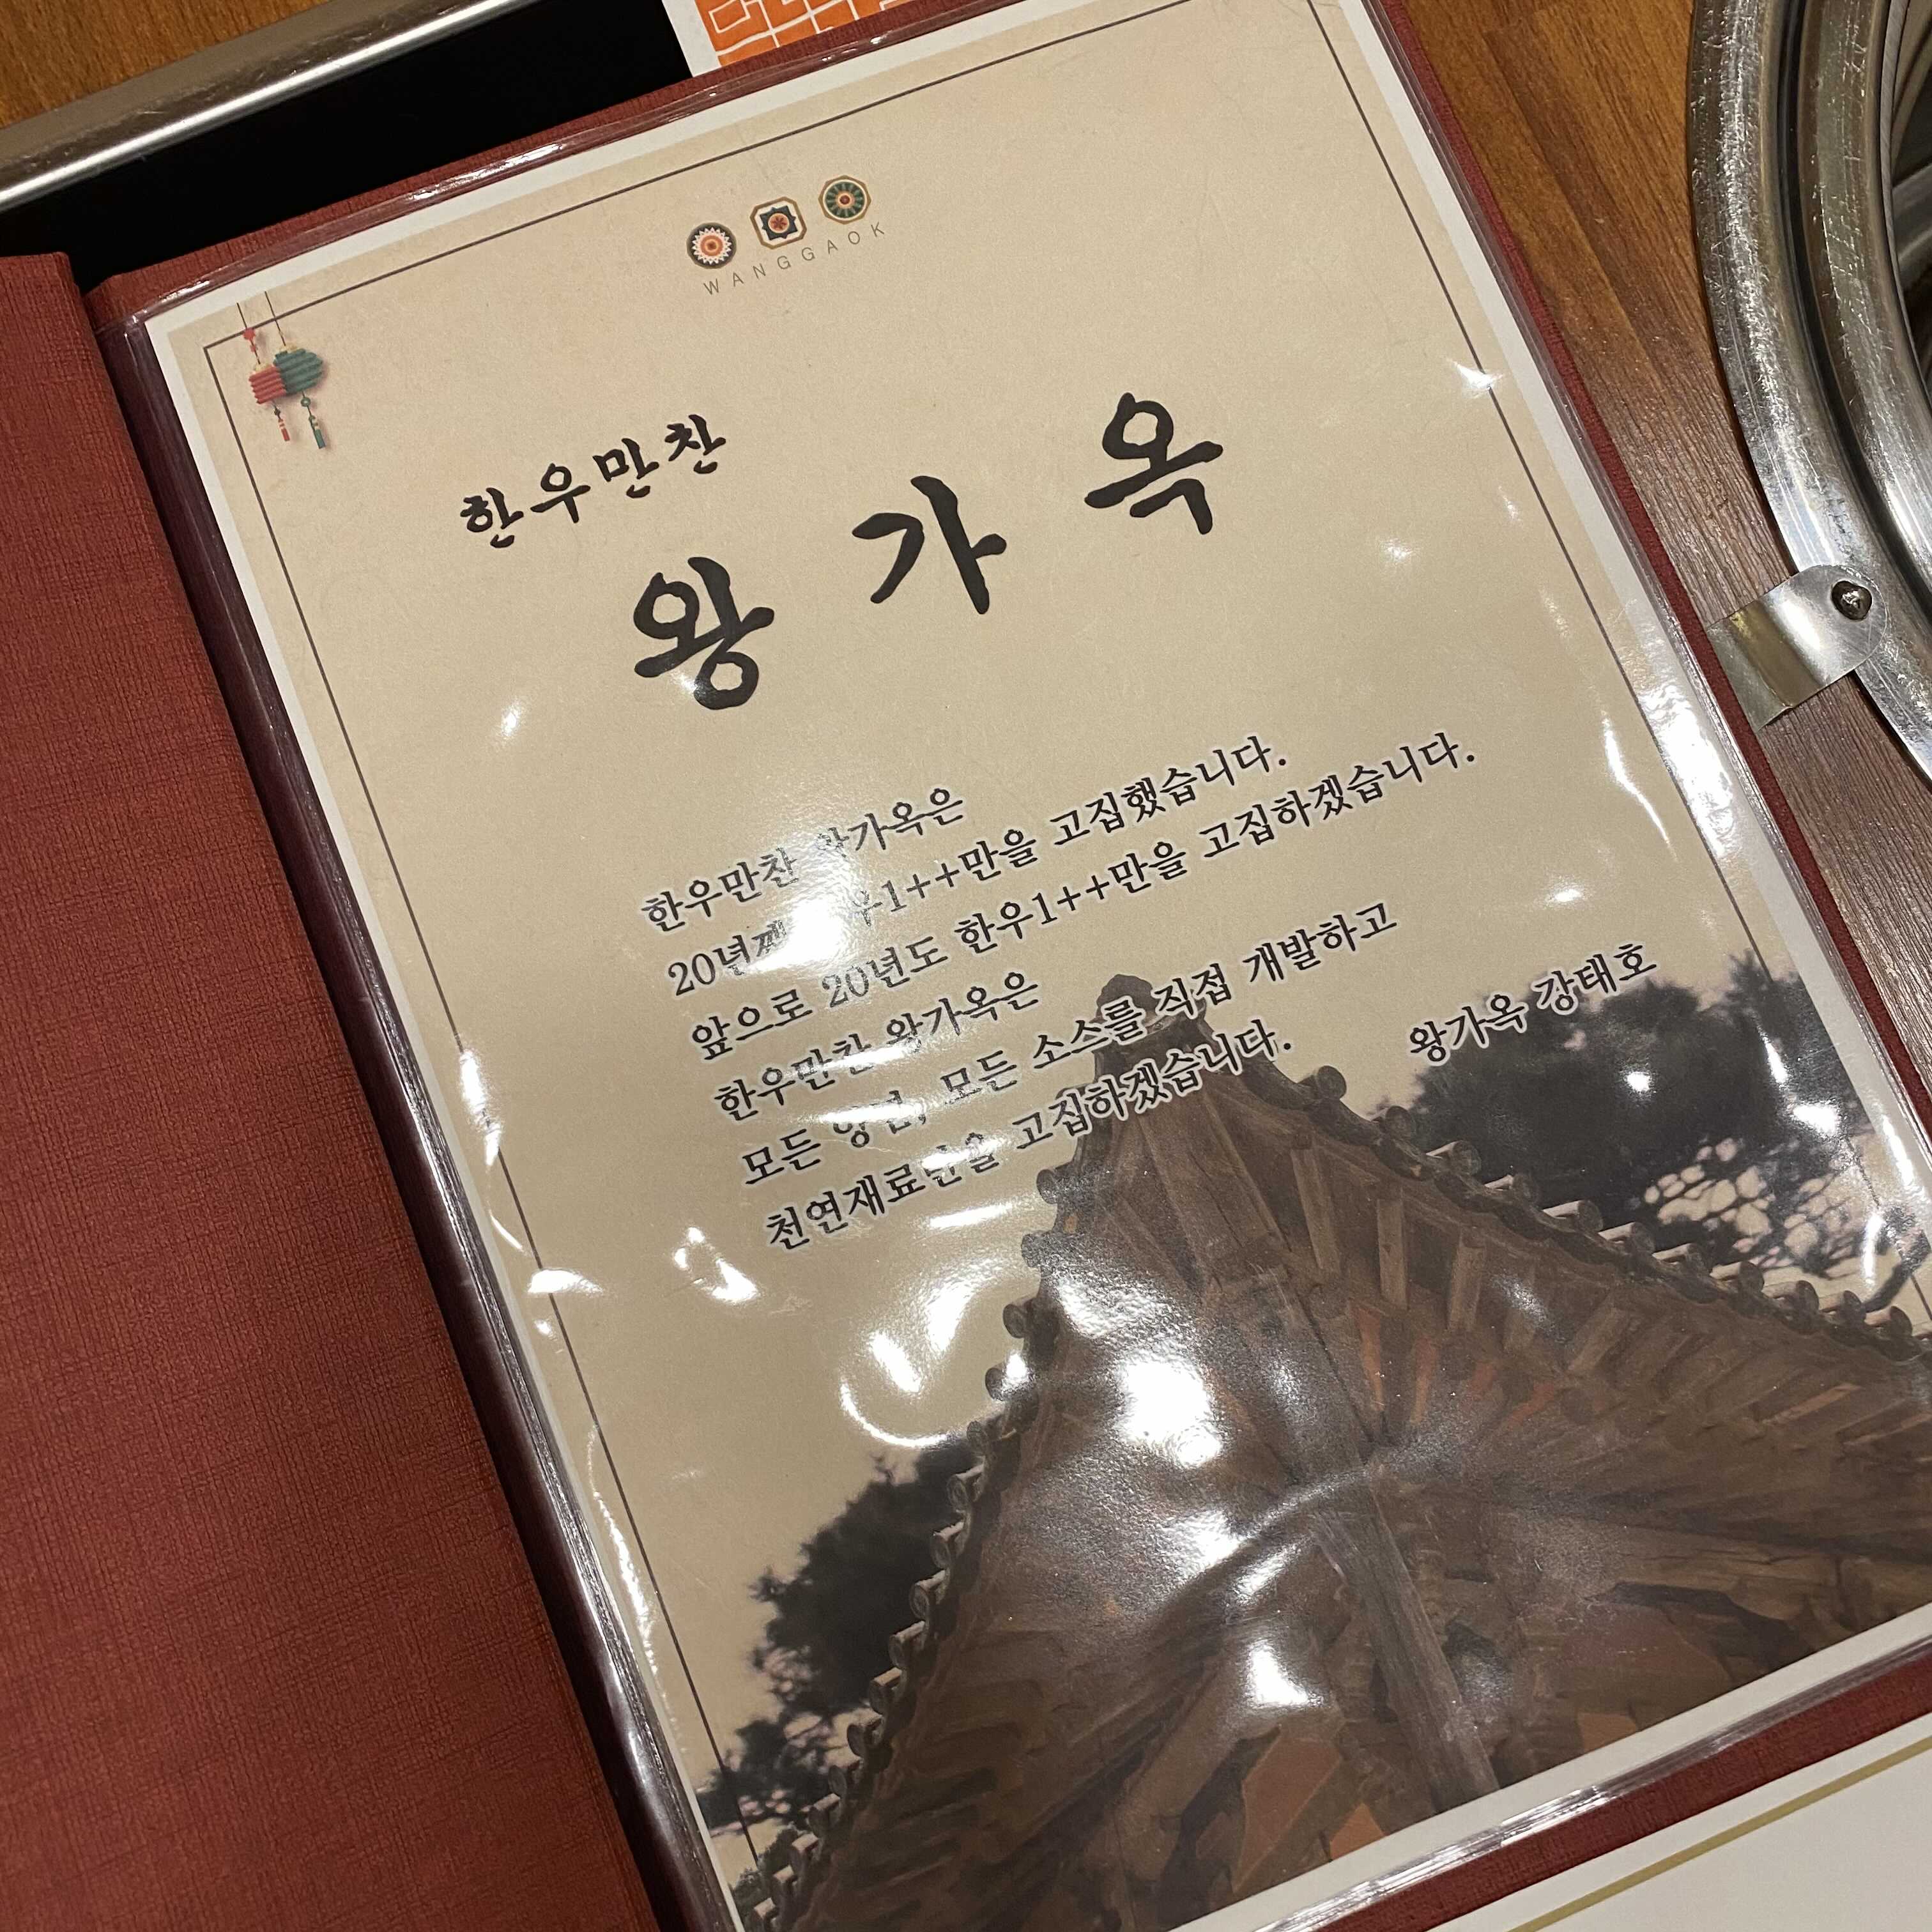 WANGGAOK
한우만찬
왕가옥
한우만찬 왕가옥은
20년째 우1++만을 고집했습니다.
앞으로 20년도 한우1++만을 고집하겠습니다.
한우만찬 왕가옥은
모든 양념, 모든 소스를 직접 개발하고
천연재료만을 고집하겠습니다.
왕가옥 강태호